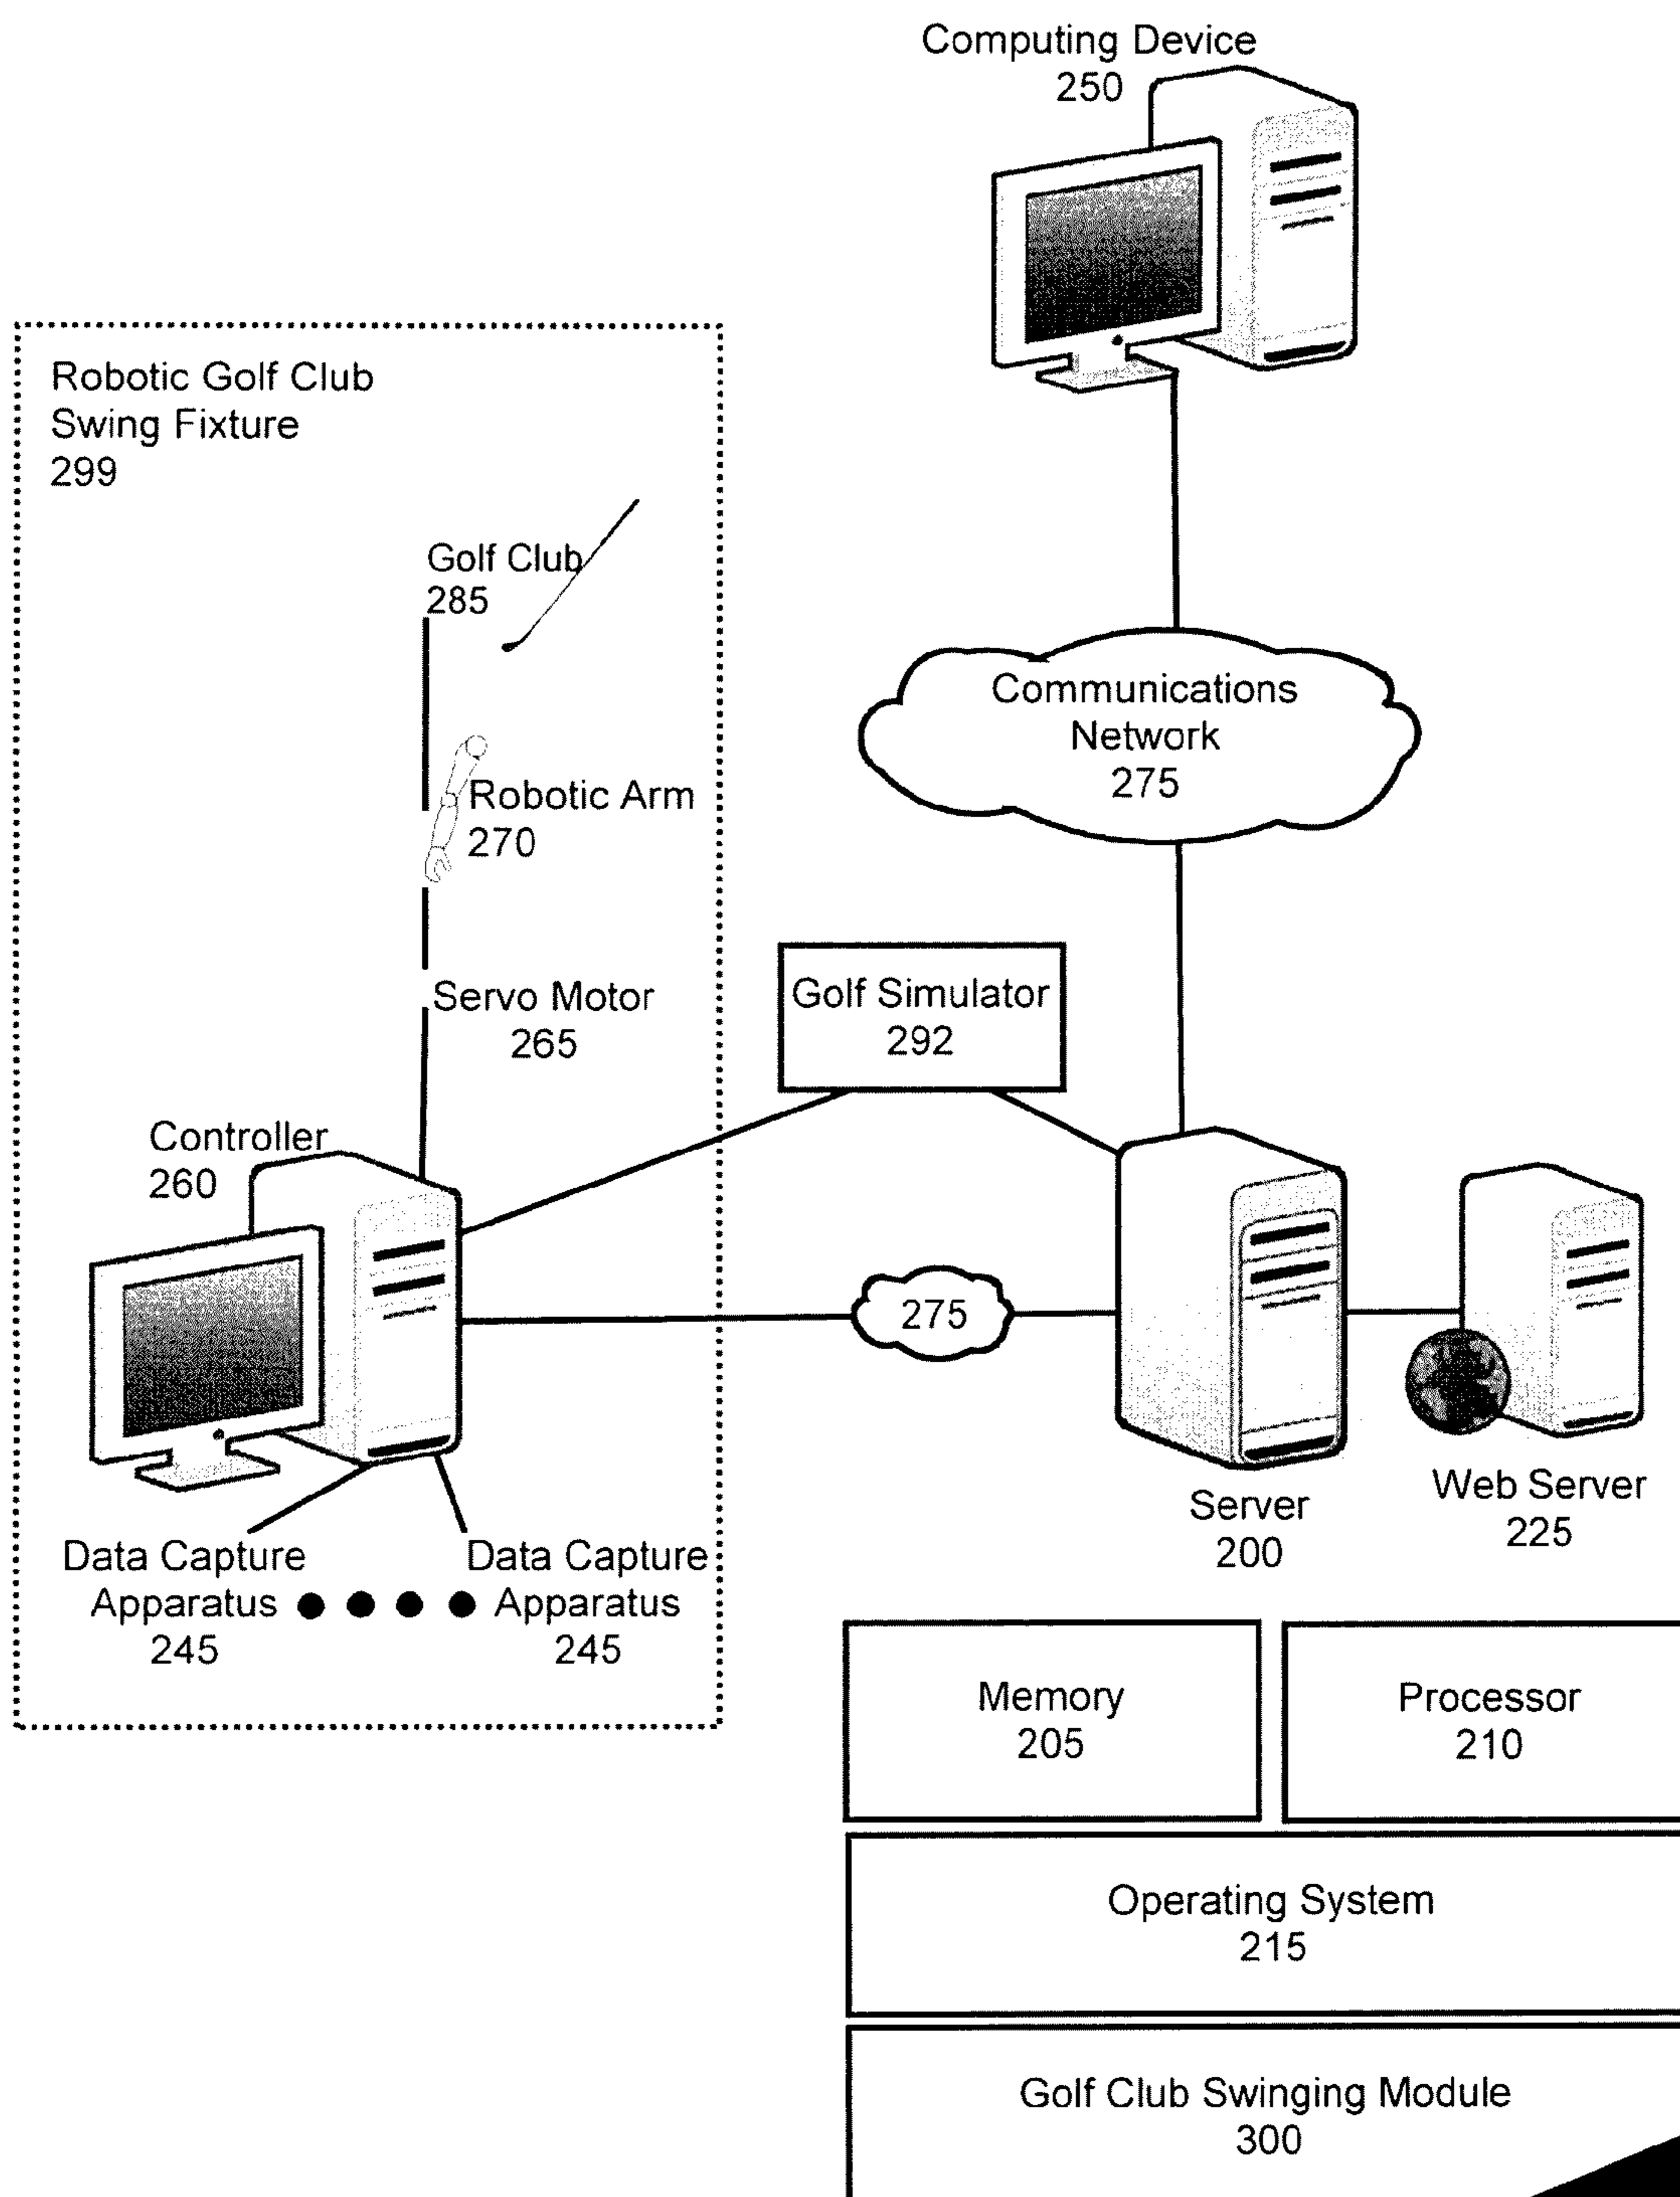 Computing Device
250
Robotic Golf Club
Swing Fixture
299
Golf Club
285
Communications
Network
275
Robotic Arm
270
Golf Simulator
292
Servo Motor
265
Controller
260
275
Server
200
Web Server
225
Data Capture
Apparatus
245
Data Capture
Apparatus
245
Memory
205
Processor
210
Operating System
215
Golf Club Swinging Module
300